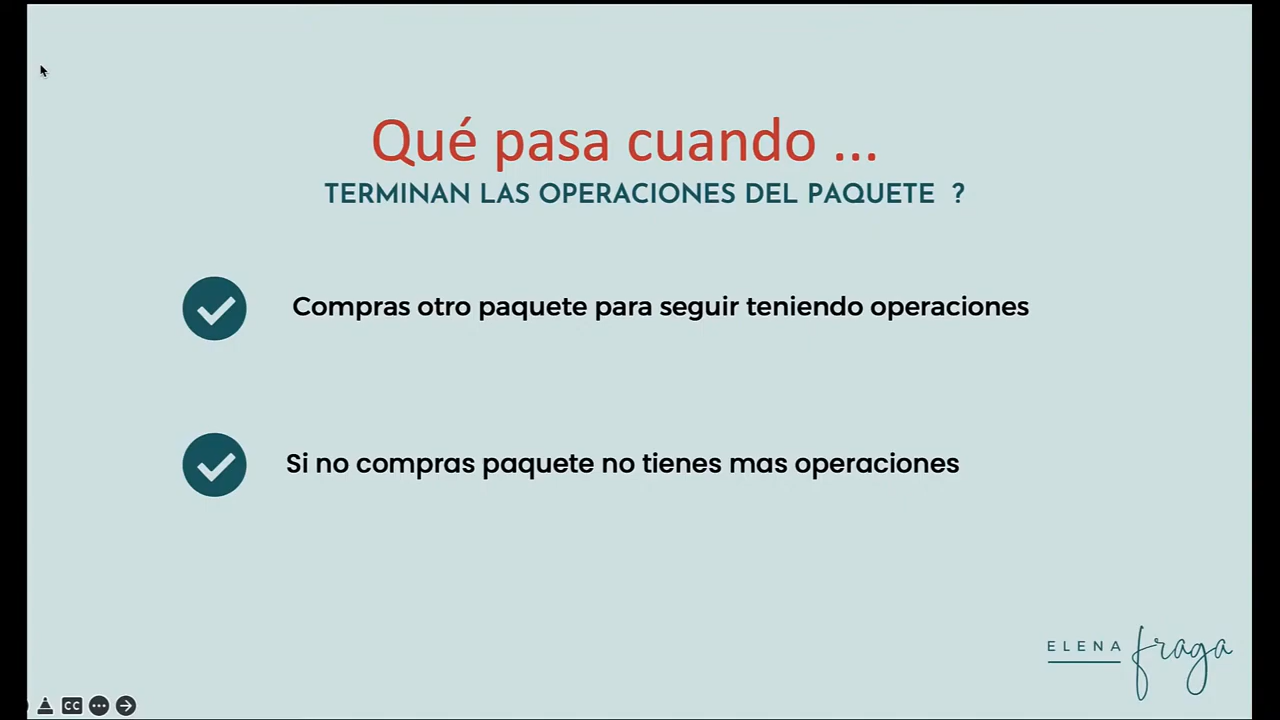 Qué pasa cuando ...
TERMINAN LAS OPERACIONES DEL PAQUETE ?
Compras otro paquete para seguir teniendo operaciones
Si no compras paquete no tienes mas operaciones
ELENA fraga
CC